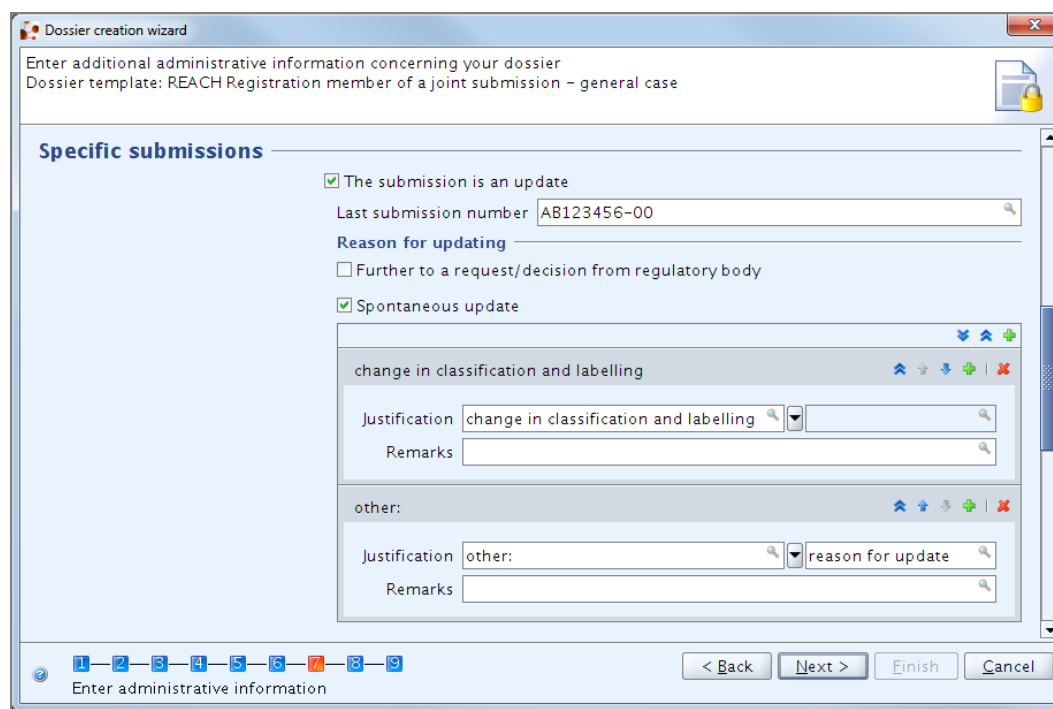 Dossier creation wizard
Enter additional administrative information concerning your dossier
Dossier template: REACH Registration member of a joint submission – general case
Specific submissions
The submission is an update
Last submission number AB123456-00
Reason for updating
Further to a request/decision from regulatory body
Spontaneous update
change in classification and labelling
Justification change in classification and labelling
Remarks
other:
Justification other: reason for update
Remarks
1 2 3 4 5 6 7 8 9
Enter administrative information
< Back Next > Finish Cancel